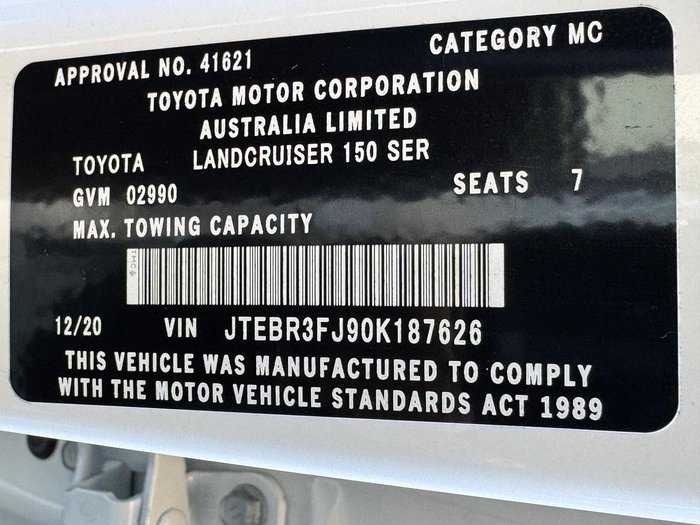 APPROVAL NO. 41621 CATEGORY MC
TOYOTA MOTOR CORPORATION
AUSTRALIA LIMITED
TOYOTA LANDCRUISER 150 SER
GVM 02990 SEATS 7
MAX. TOWING CAPACITY
TMCA
12/20 VIN JTEBR3FJ90K187626
THIS VEHICLE WAS MANUFACTURED TO COMPLY
WITH THE MOTOR VEHICLE STANDARDS ACT 1989